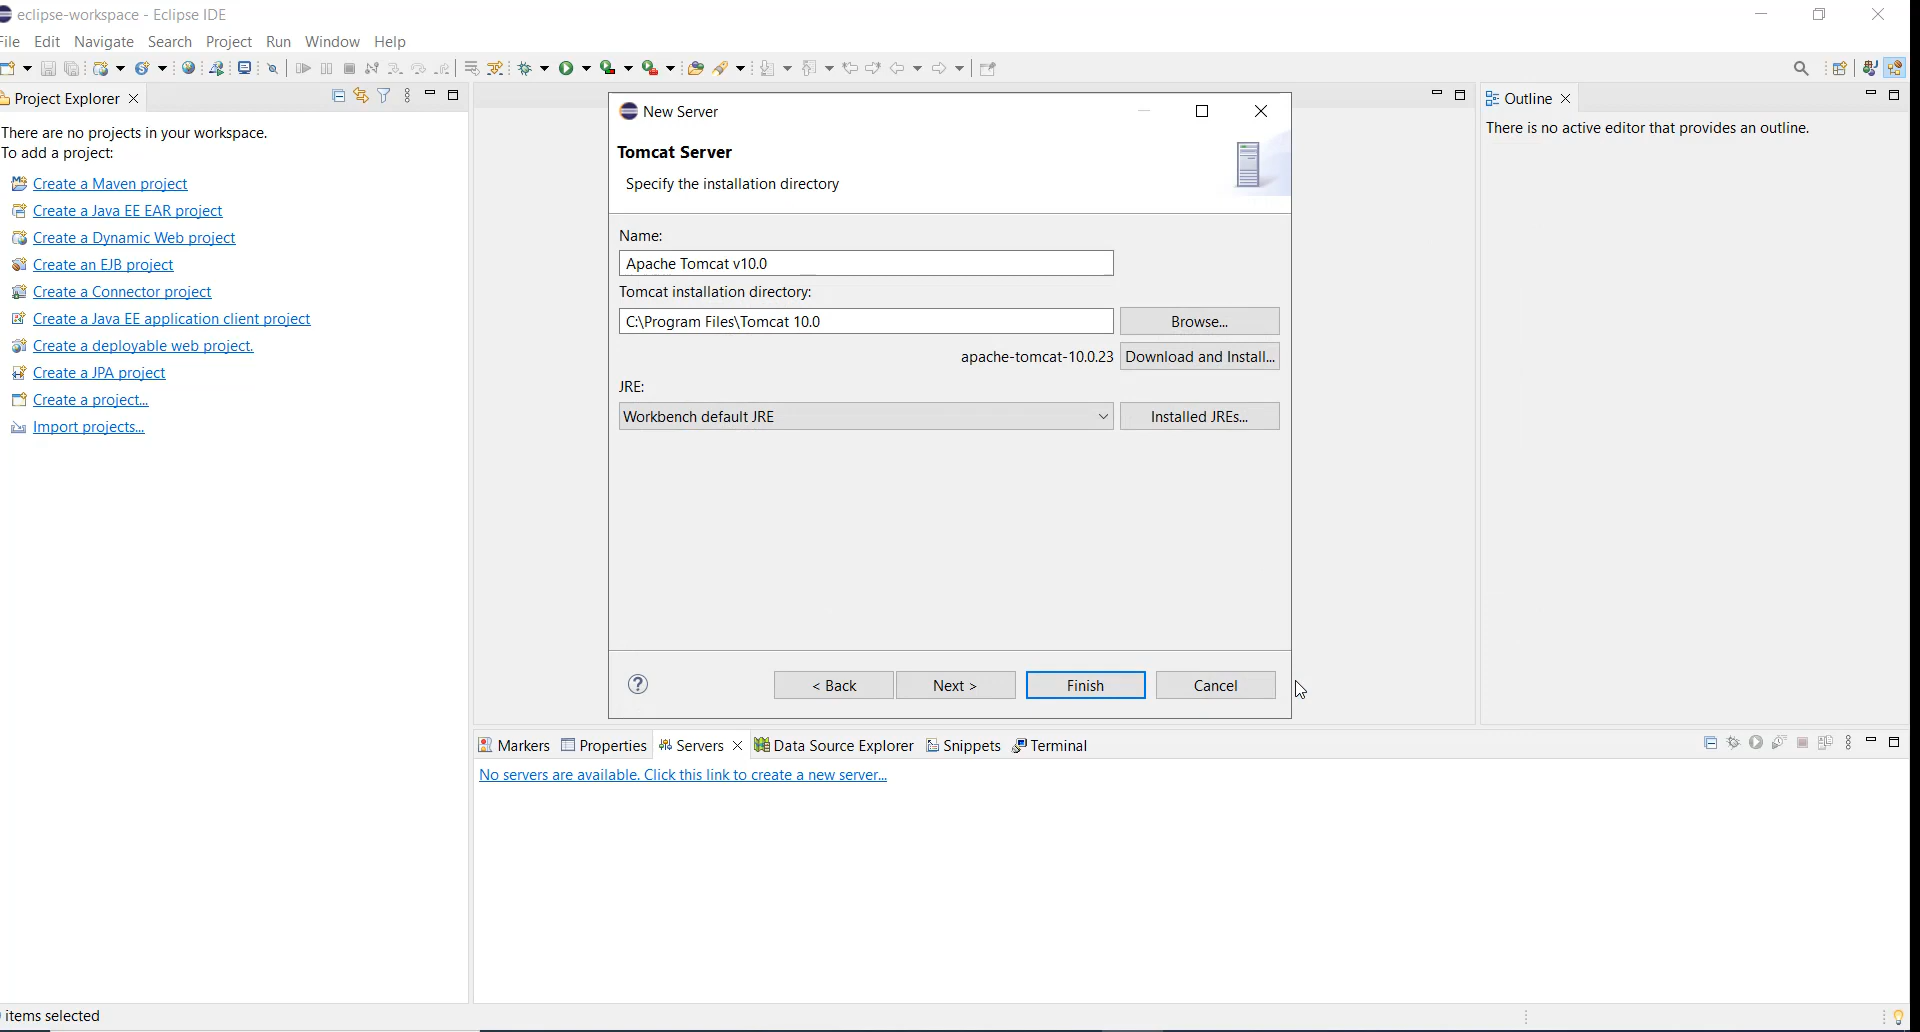 eclipse-workspace - Eclipse IDE
File Edit Navigate Search Project Run Window Help
Project Explorer
There are no projects in your workspace.
To add a project:
Create a Maven project
Create a Java EE EAR project
Create a Dynamic Web project
Create an EJB project
Create a Connector project
Create a Java EE application client project
Create a deployable web project.
Create a JPA project
Create a project...
Import projects...
New Server
Tomcat Server
Specify the installation directory
Name:
Apache Tomcat v10.0
Tomcat installation directory:
C:\Program Files\Tomcat 10.0
Browse...
apache-tomcat-10.0.23
Download and Install...
JRE:
Workbench default JRE
Installed JREs...
?
< Back
Next >
Finish
Cancel
Outline
There is no active editor that provides an outline.
Markers Properties Servers Data Source Explorer Snippets Terminal
No servers are available. Click this link to create a new server...
items selected